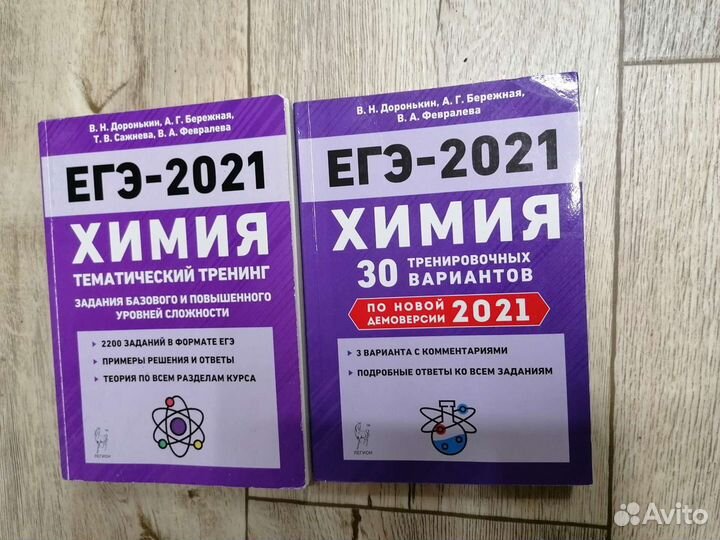 В. Н. Доронькин, А. Г. Бережная,
Т. В. Сажнева, В. А. Февралева
ЕГЭ-2021
ХИМИЯ
ТЕМАТИЧЕСКИЙ ТРЕНИНГ
ЗАДАНИЯ БАЗОВОГО И ПОВЫШЕННОГО
УРОВНЕЙ СЛОЖНОСТИ
2200 ЗАДАНИЙ В ФОРМАТЕ ЕГЭ
ПРИМЕРЫ РЕШЕНИЯ И ОТВЕТЫ
ТЕОРИЯ ПО ВСЕМ РАЗДЕЛАМ КУРСА
ЛЕГИОН
В. Н. Доронькин, А. Г. Бережная,
В. А. Февралева
ЕГЭ-2021
ХИМИЯ
30 ТРЕНИРОВОЧНЫХ
ВАРИАНТОВ
ПО НОВОЙ
ДЕМОВЕРСИИ 2021
3 ВАРИАНТА С КОММЕНТАРИЯМИ
ПОДРОБНЫЕ ОТВЕТЫ КО ВСЕМ ЗАДАНИЯМ
ЛЕГИОН
Avito